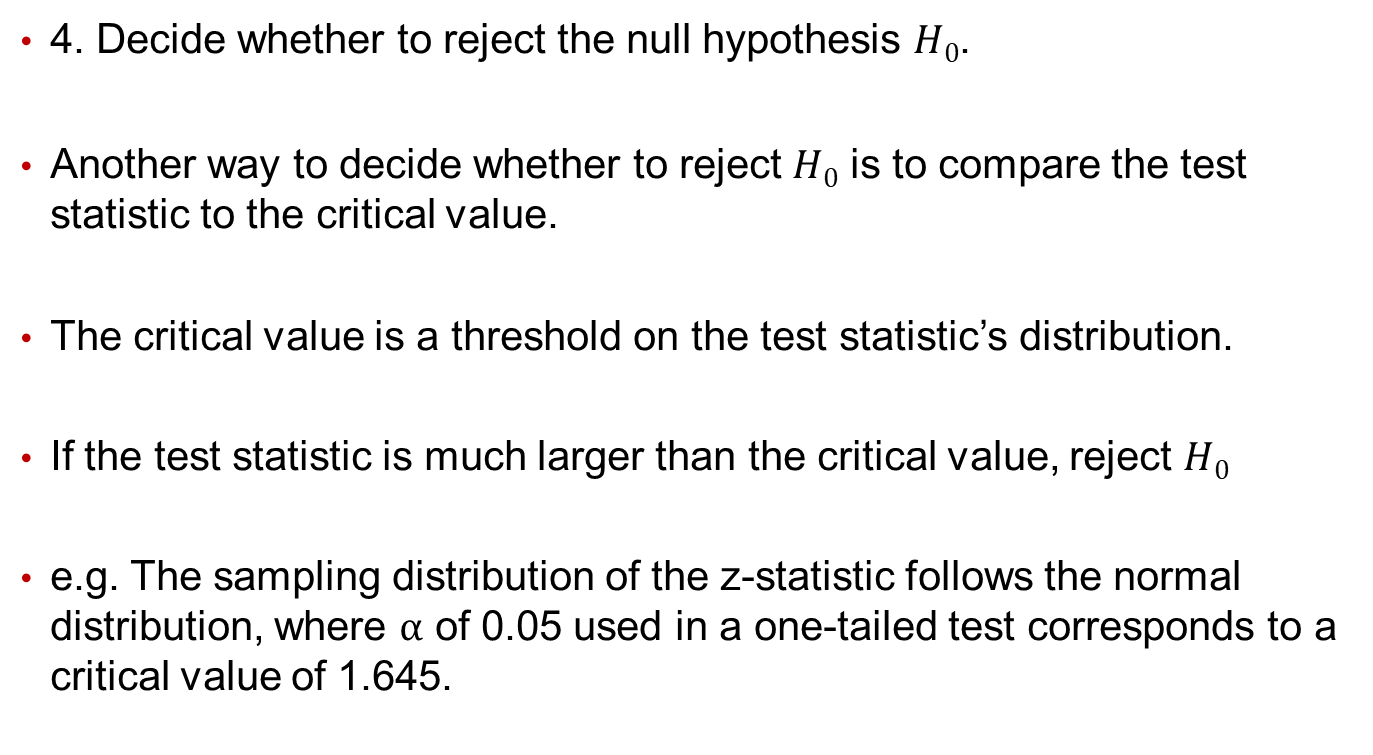 • 4. Decide whether to reject the null hypothesis H₀.
• Another way to decide whether to reject H₀ is to compare the test
statistic to the critical value.
• The critical value is a threshold on the test statistic’s distribution.
• If the test statistic is much larger than the critical value, reject H₀
• e.g. The sampling distribution of the z-statistic follows the normal
distribution, where α of 0.05 used in a one-tailed test corresponds to a
critical value of 1.645.